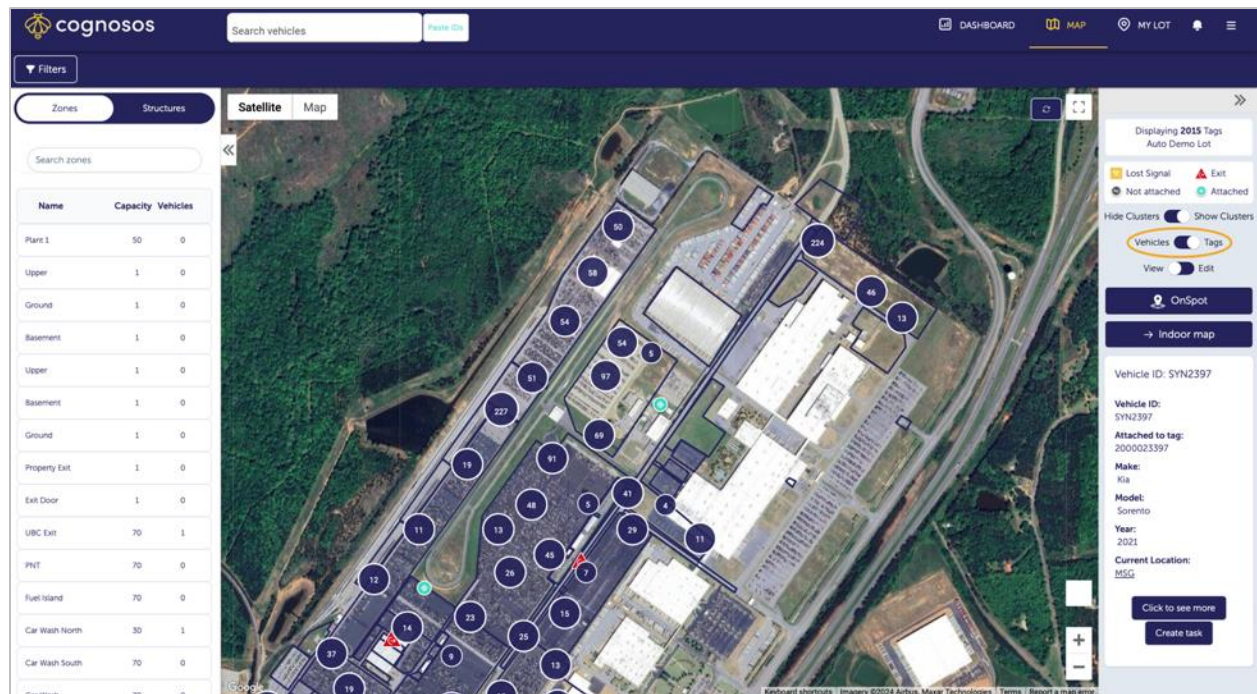 cognosos
Search vehicles
Paste IDs
DASHBOARD
MAP
MY LOT
Filters
Zones
Structures
Search zones
Name Capacity Vehicles
Plant 1 50 0
Upper 1 0
Ground 1 0
Basement 1 0
Upper 1 0
Basement 1 0
Ground 1 0
Property Exit 1 0
Exit Door 1 0
UBC Exit 70 1
PNT 70 0
Fuel Island 70 0
Car Wash North 30 1
Car Wash South 70 0
Satellite Map
50
224
58
46
54
13
54
5
97
51
227
69
91
19
41
48
5
4
11
13
29
11
45
26
7
12
15
23
14
25
37
9
13
19
Google
Keyboard shortcuts Imagery ©2024 Airbus, Maxar Technologies Terms Report a map error
Displaying 2015 Tags
Auto Demo Lot
Lost Signal Exit
Not attached Attached
Hide Clusters Show Clusters
Vehicles Tags
View Edit
OnSpot
→ Indoor map
Vehicle ID: SYN2397
Vehicle ID:
SYN2397
Attached to tag:
2000023397
Make:
Kia
Model:
Sorento
Year:
2021
Current Location:
MSG
Click to see more
Create task